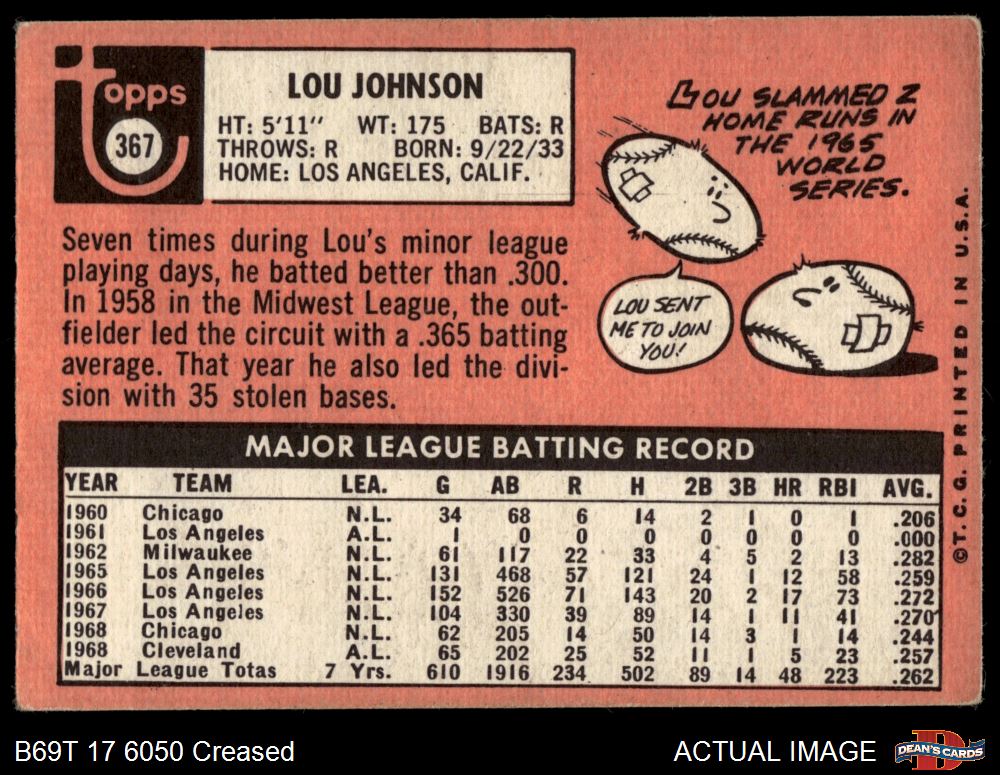 topps
367
LOU JOHNSON
HT: 5'11" WT: 175 BATS: R
THROWS: R BORN: 9/22/33
HOME: LOS ANGELES, CALIF.
LOU SLAMMED 2
HOME RUNS IN
THE 1965
WORLD
SERIES.
LOU SENT
ME TO JOIN
YOU!
Seven times during Lou's minor league
playing days, he batted better than .300.
In 1958 in the Midwest League, the out-
fielder led the circuit with a .365 batting
average. That year he also led the divi-
sion with 35 stolen bases.
MAJOR LEAGUE BATTING RECORD
YEAR TEAM LEA. G AB R H 2B 3B HR RBI AVG.
1960 Chicago N.L. 34 68 6 14 2 1 0 1 .206
1961 Los Angeles A.L. 1 0 0 0 0 0 0 0 .000
1962 Milwaukee N.L. 61 117 22 33 4 5 2 13 .282
1965 Los Angeles N.L. 131 468 57 121 24 1 12 58 .259
1966 Los Angeles N.L. 152 526 71 143 20 2 17 73 .272
1967 Los Angeles N.L. 104 330 39 89 14 1 11 41 .270
1968 Chicago N.L. 62 205 14 50 14 3 1 14 .244
1968 Cleveland A.L. 65 202 25 52 11 1 5 23 .257
Major League Totas 7 Yrs. 610 1916 234 502 89 14 48 223 .262
©T. C. G. PRINTED IN U.S.A.
B69T 17 6050 Creased
ACTUAL IMAGE
D
DEAN'S CARDS